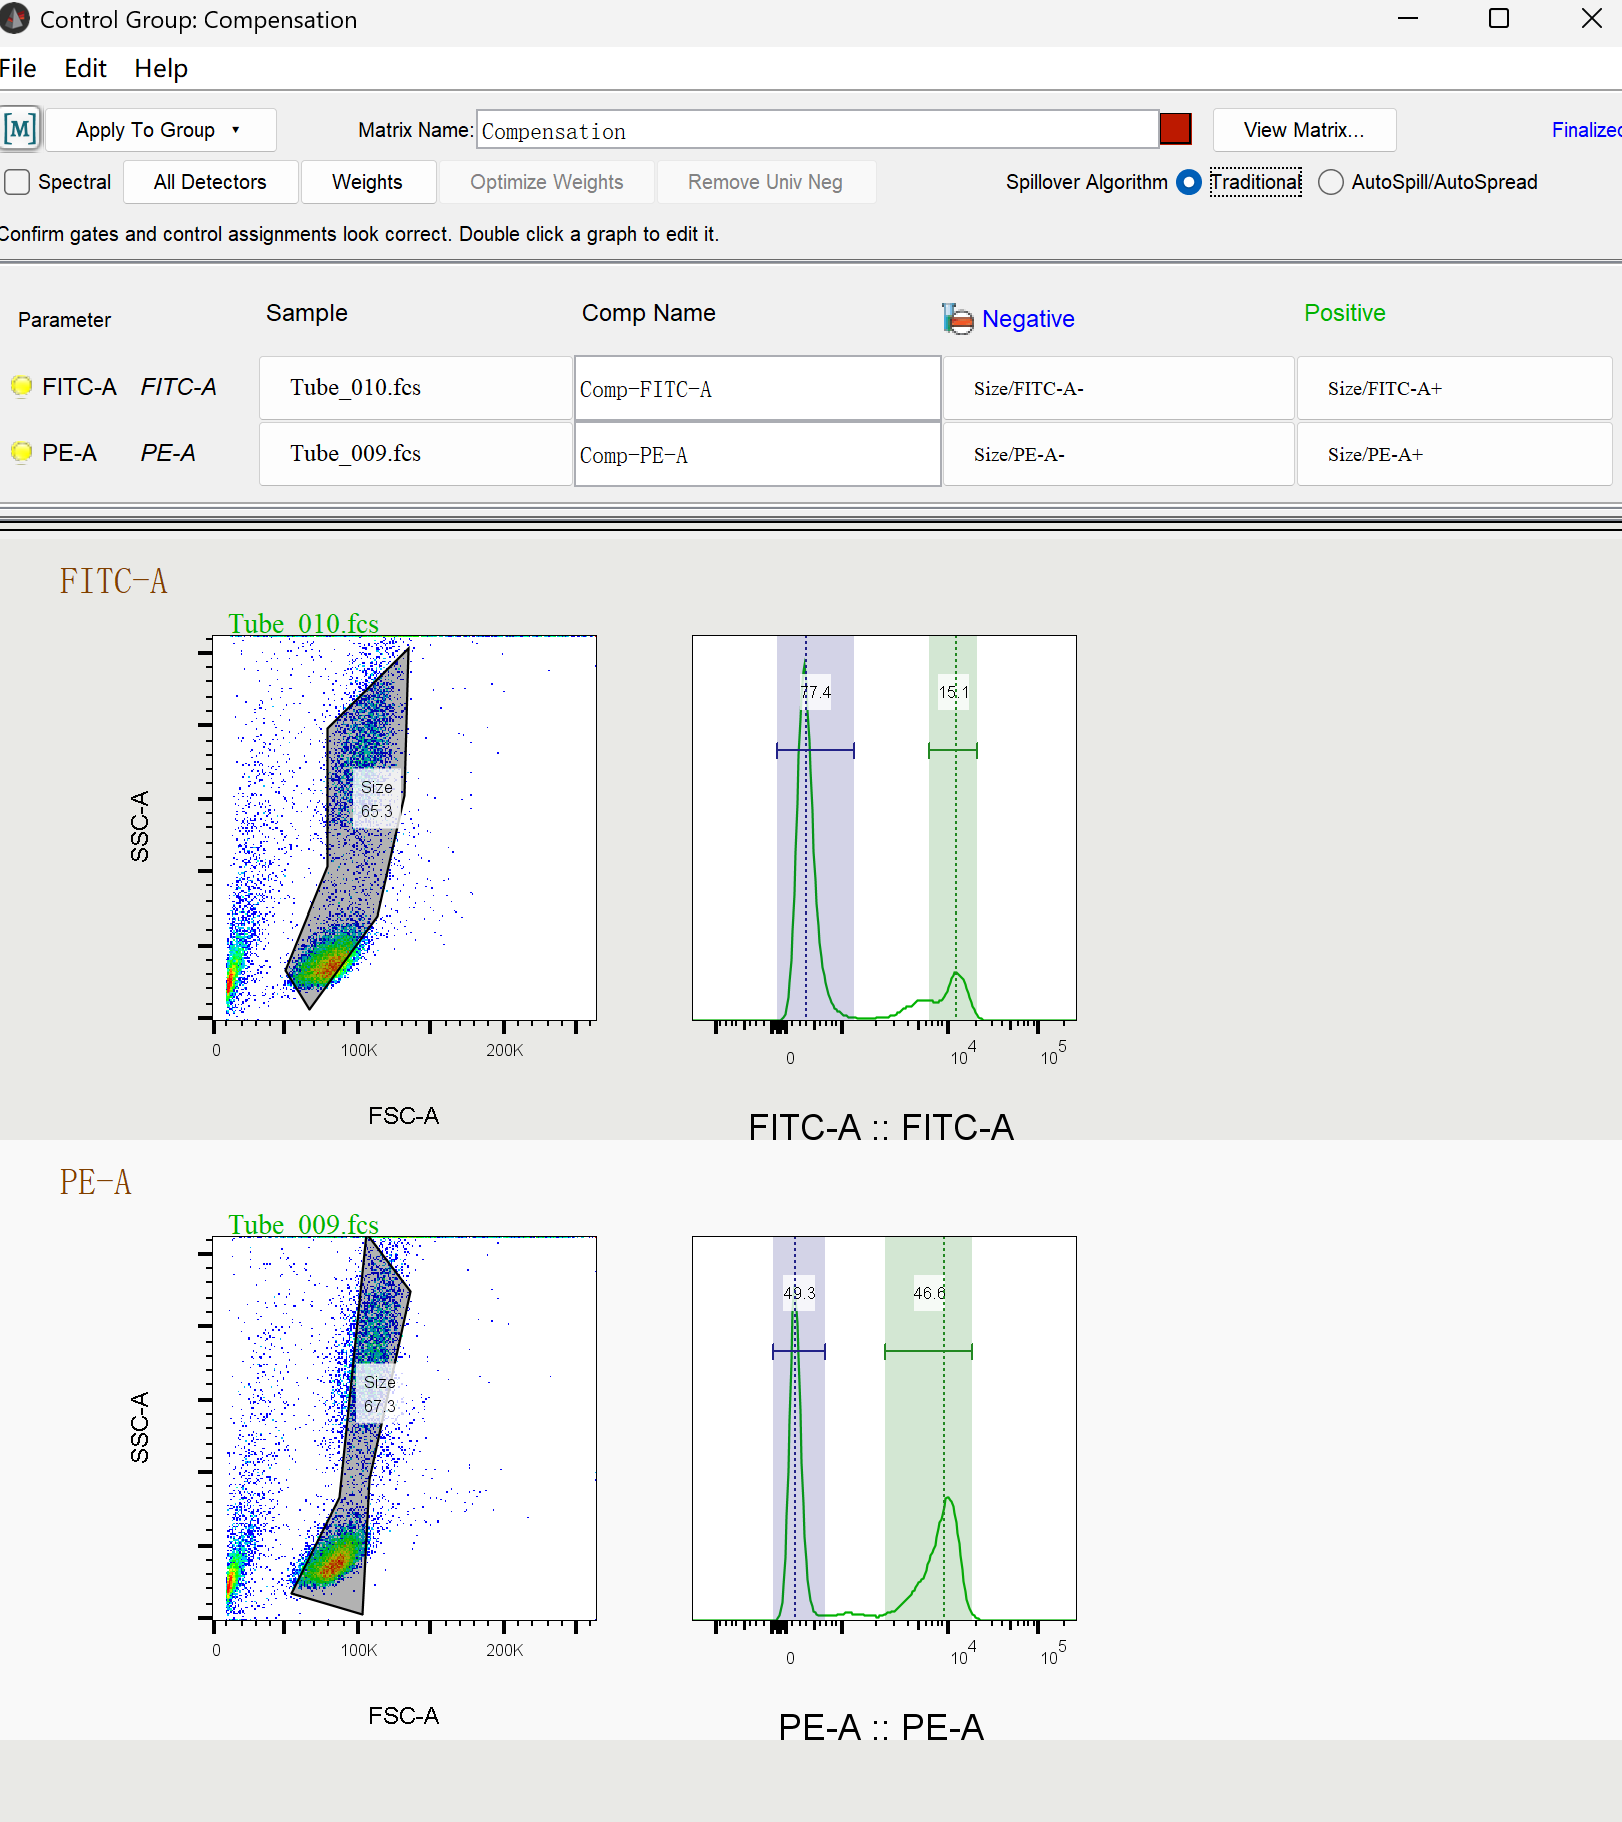 Control Group: Compensation
File Edit Help
[M] Apply To Group ▾ Matrix Name: Compensation View Matrix... Finalized
Spectral All Detectors Weights Optimize Weights Remove Univ Neg Spillover Algorithm Traditional AutoSpill/AutoSpread
Confirm gates and control assignments look correct. Double click a graph to edit it.
Parameter Sample Comp Name Negative Positive
FITC-A FITC-A Tube_010.fcs Comp-FITC-A Size/FITC-A- Size/FITC-A+
PE-A PE-A Tube_009.fcs Comp-PE-A Size/PE-A- Size/PE-A+
FITC-A
Tube_010.fcs
77.4 15.1
Size
65.3
SSC-A
0 100K 200K 0 10^4 10^5
FSC-A
FITC-A :: FITC-A
PE-A
Tube_009.fcs
49.3 46.6
Size
67.3
SSC-A
0 100K 200K 0 10^4 10^5
FSC-A
PE-A :: PE-A